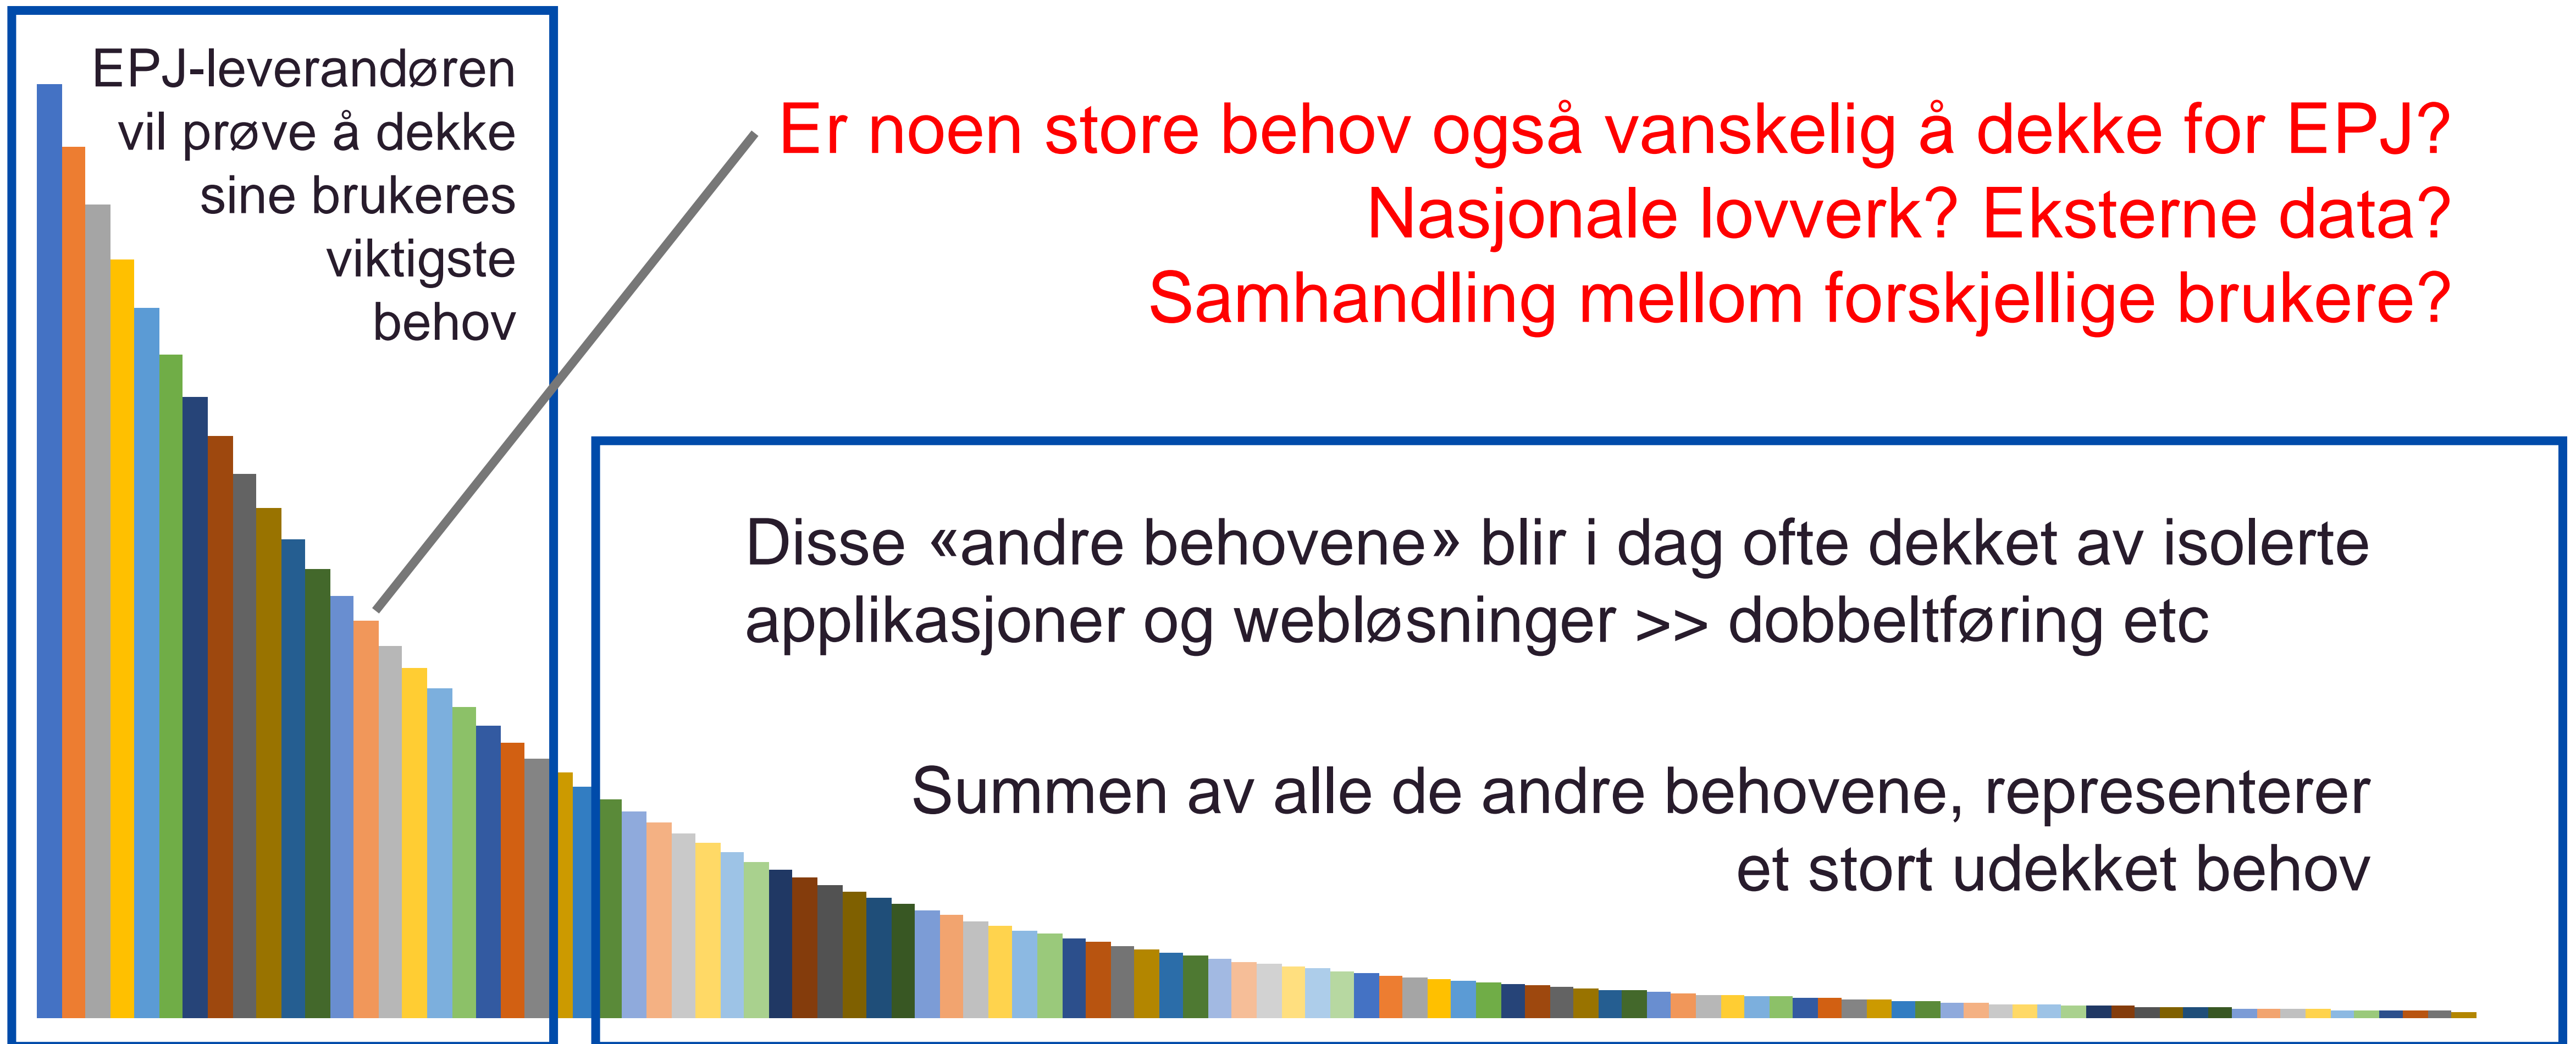 EPJ-leverandøren
vil prøve å dekke
sine brukeres
viktigste
behov
Er noen store behov også vanskelig å dekke for EPJ?
Nasjonale lovverk? Eksterne data?
Samhandling mellom forskjellige brukere?
Disse «andre behovene» blir i dag ofte dekket av isolerte
applikasjoner og webløsninger >> dobbeltføring etc
Summen av alle de andre behovene, representerer
et stort udekket behov